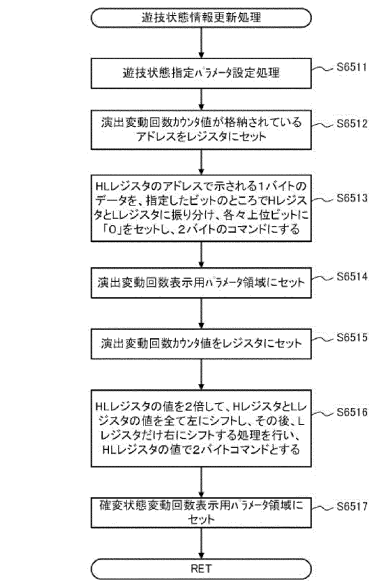 遊技状態情報更新処理
遊技状態指定パラメータ設定処理
S6511
演出変動回数カウンタ値が格納されている
アドレスをレジスタにセット
S6512
HLレジスタのアドレスで示される1バイトの
データを、指定したビットのところでHレジス
タとLレジスタに振り分け、各々上位ビットに
「0」をセットし、2バイトのコマンドにする
S6513
演出変動回数表示用パラメータ領域にセット
S6514
演出変動回数カウンタ値をレジスタにセット
S6515
HLレジスタの値を2倍して、HレジスタとLレ
ジスタの値を全て左にシフトし、その後、L
レジスタだけ右にシフトする処理を行い、
HLレジスタの値で2バイトコマンドとする
S6516
確変状態変動回数表示用パラメータ領域に
セット
S6517
RET